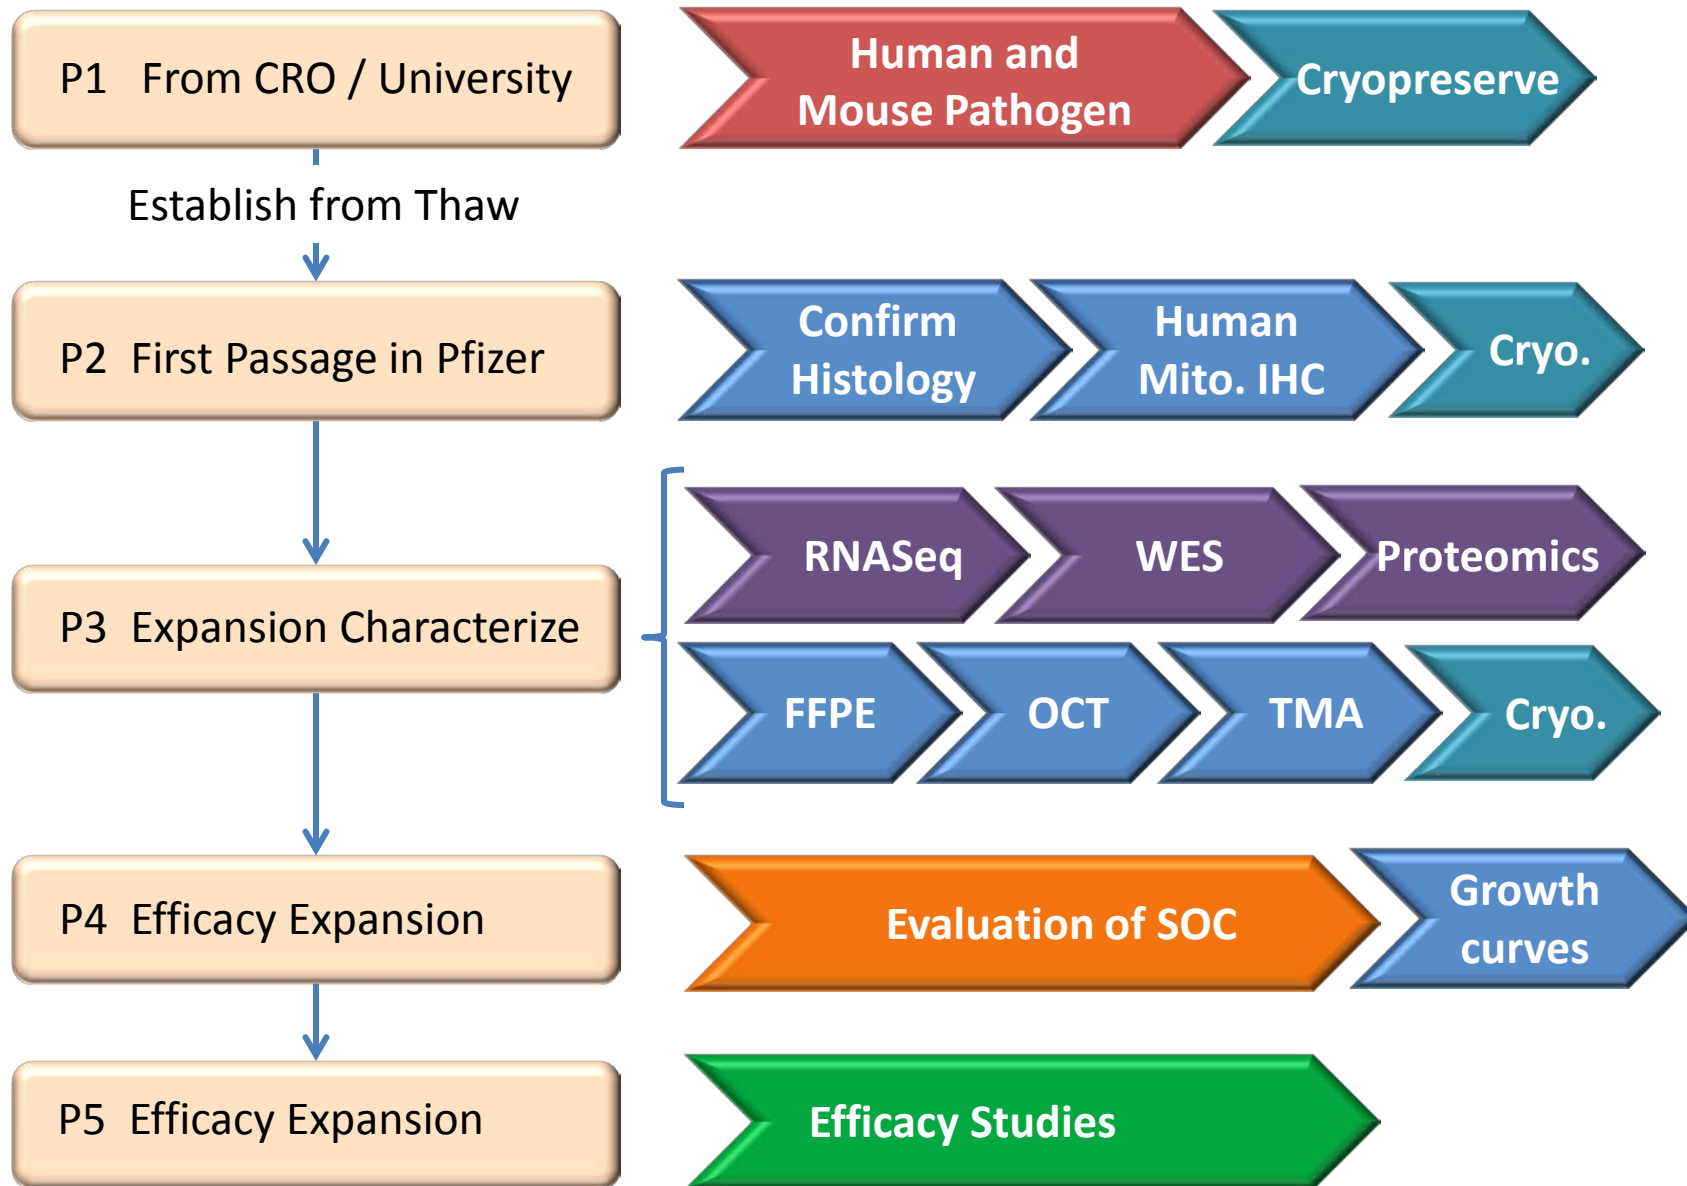 P1 From CRO / University
Human and
Mouse Pathogen
Cryopreserve
Establish from Thaw
P2 First Passage in Pfizer
Confirm
Histology
Human
Mito. IHC
Cryo.
P3 Expansion Characterize
RNASeq
WES
Proteomics
FFPE
OCT
TMA
Cryo.
P4 Efficacy Expansion
Evaluation of SOC
Growth
curves
P5 Efficacy Expansion
Efficacy Studies